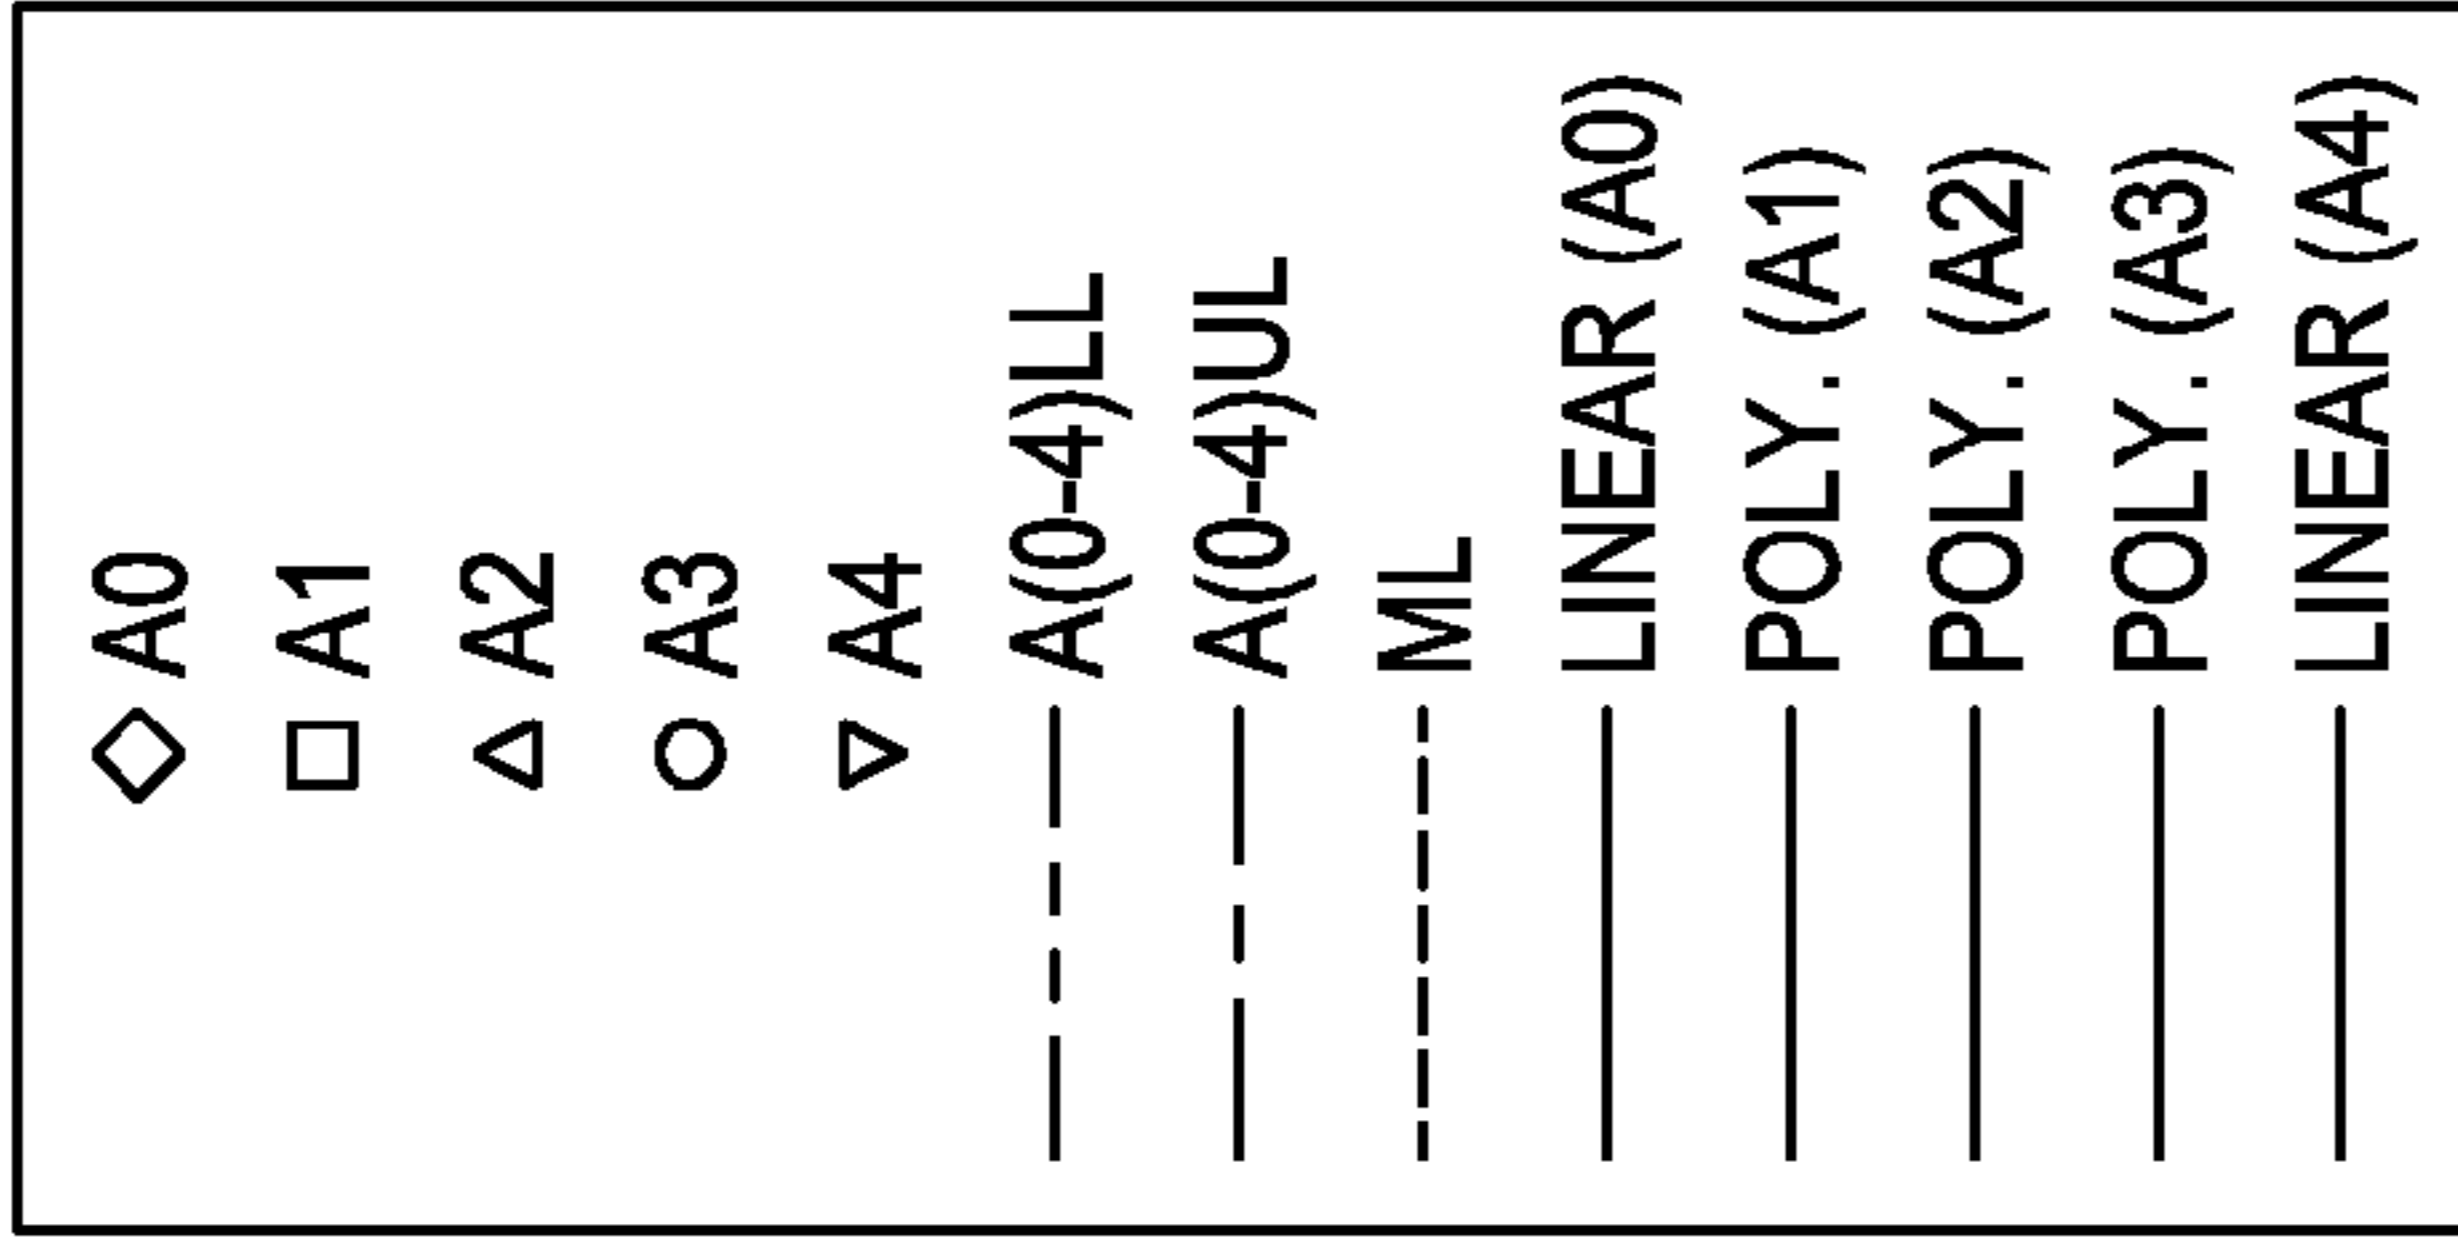 A0
A1
A2
A3
A4
A(0-4)LL
A(0-4)UL
ML
LINEAR (A0)
POLY. (A1)
POLY. (A2)
POLY. (A3)
LINEAR (A4)